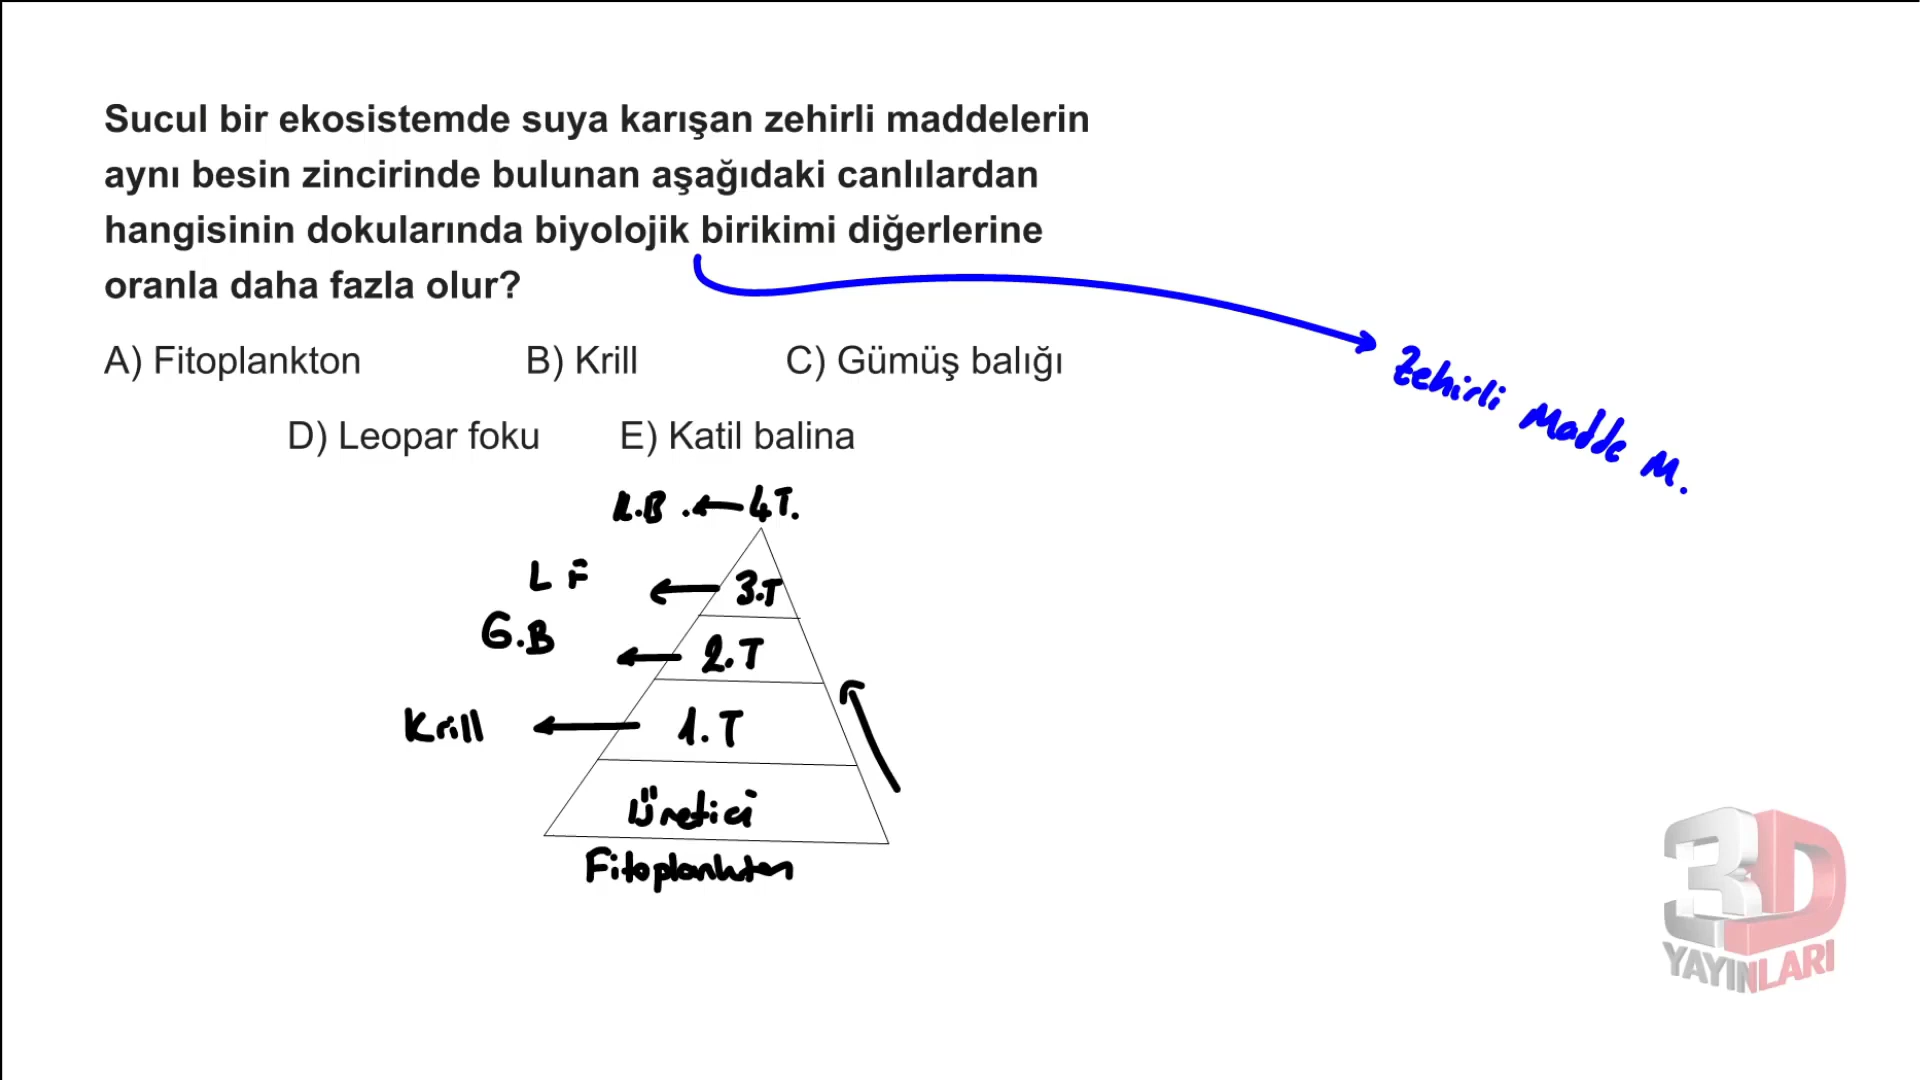 Sucul bir ekosistemde suya karışan zehirli maddelerin
aynı besin zincirinde bulunan aşağıdaki canlılardan
hangisinin dokularında biyolojik birikimi diğerlerine
oranla daha fazla olur?
A) Fitoplankton B) Krill C) Gümüş balığı
D) Leopar foku E) Katil balina
Zehirli Madde M.
K.B. 4T.
L F 3.T
G.B 2.T
Krill 1.T
Üretici
Fitoplankton
3D
YAYINLARI